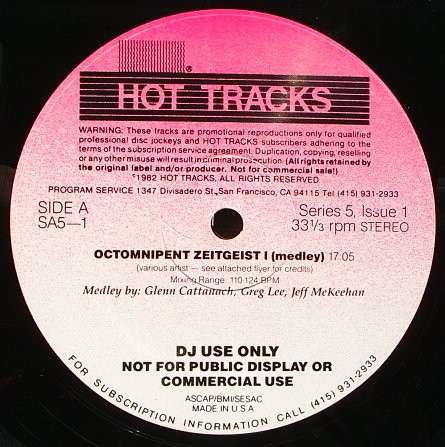 ®
HOT TRACKS
WARNING: These tracks are promotional reproductions only for qualified
professional disc jockeys and HOT TRACKS subscribers adhering to the
terms of the subscription service agreement. Duplication, copying, reselling
or any other misuse will result in criminal prosecution. (All rights retained by
the original label and/or producer. Not for commercial sale!)
©1982 HOT TRACKS, ALL RIGHTS RESERVED
PROGRAM SERVICE 1347 Divisadero St., San Francisco, CA 94115 Tel (415) 931-2933
SIDE A
SA5—1
Series 5, Issue 1
33 1/3 rpm STEREO
OCTOMNIPENT ZEITGEIST I (medley) 17:05
(various artist — see attached flyer for credits)
Mixing Range: 110-124 BPM
Medley by: Glenn Cattanach, Greg Lee, Jeff McKeehan
DJ USE ONLY
NOT FOR PUBLIC DISPLAY OR
COMMERCIAL USE
ASCAP/BMI/SESAC
MADE IN U.S.A
FOR SUBSCRIPTION INFORMATION CALL (415) 931-2933